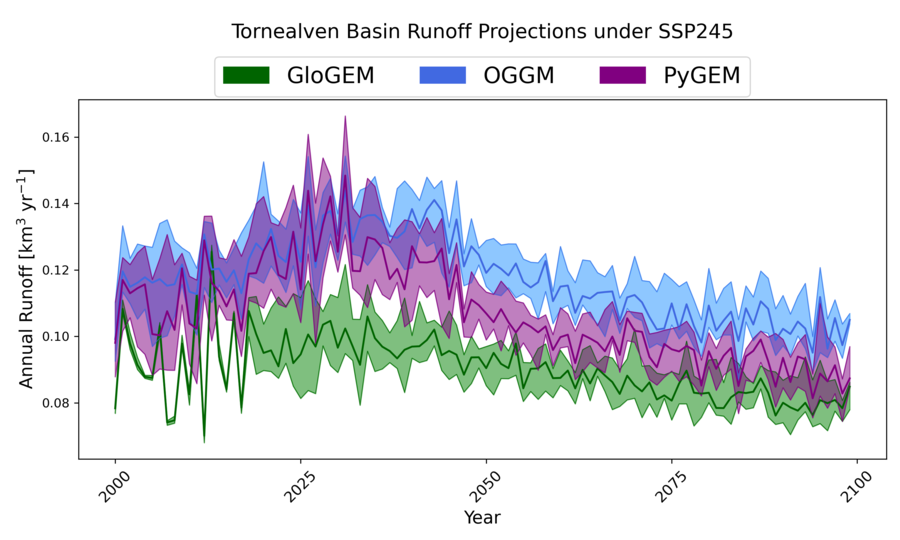 Tornealven Basin Runoff Projections under SSP245
GloGEM OGGM PyGEM
Annual Runoff [km³ yr⁻¹]
0.16
0.14
0.12
0.10
0.08
2000 2025 2050 2075 2100
Year